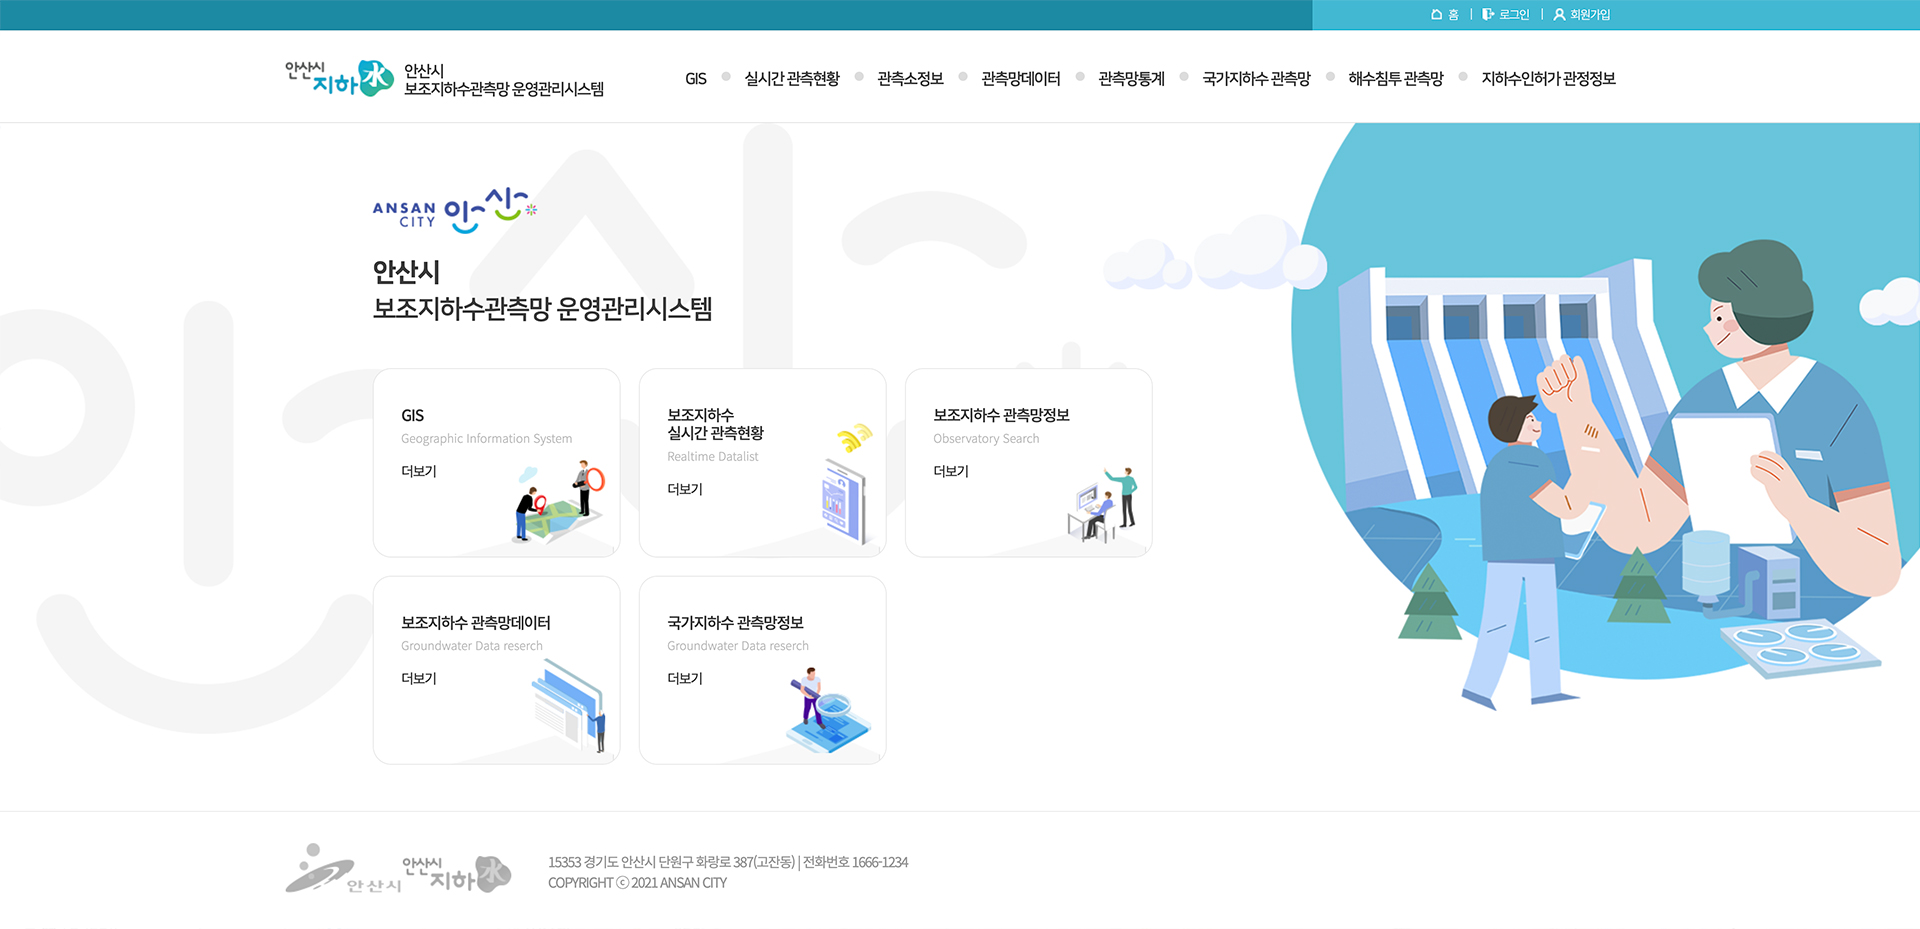 홈 | 로그인 | 회원가입
안산시 지하水
안산시
보조지하수관측망 운영관리시스템
GIS 실시간 관측현황 관측소정보 관측망데이터 관측망통계 국가지하수 관측망 해수침투 관측망 지하수인허가 관정정보
ANSAN CITY 안산
안산시
보조지하수관측망 운영관리시스템
GIS
Geographic Information System
더보기
보조지하수
실시간 관측현황
Realtime Datalist
더보기
보조지하수 관측망정보
Observatory Search
더보기
보조지하수 관측망데이터
Groundwater Data reserch
더보기
국가지하수 관측망정보
Groundwater Data reserch
더보기
안산시 안산시 지하水
15353 경기도 안산시 단원구 화랑로 387(고잔동) | 전화번호 1666-1234
COPYRIGHT ⓒ 2021 ANSAN CITY